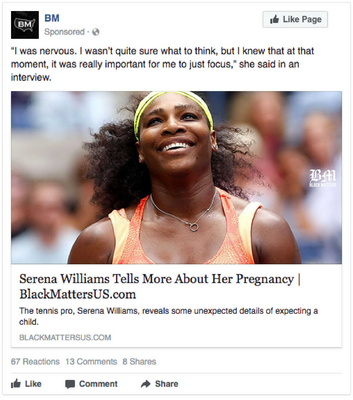 BM
BM
Sponsored ·
Like Page
"I was nervous. I wasn't quite sure what to think, but I knew that at that
moment, it was really important for me to just focus," she said in an
interview.
BM
BLACK MATTERS
Serena Williams Tells More About Her Pregnancy |
BlackMattersUS.com
The tennis pro, Serena Williams, reveals some unexpected details of expecting a
child.
BLACKMATTERSUS.COM
67 Reactions 13 Comments 8 Shares
Like Comment Share